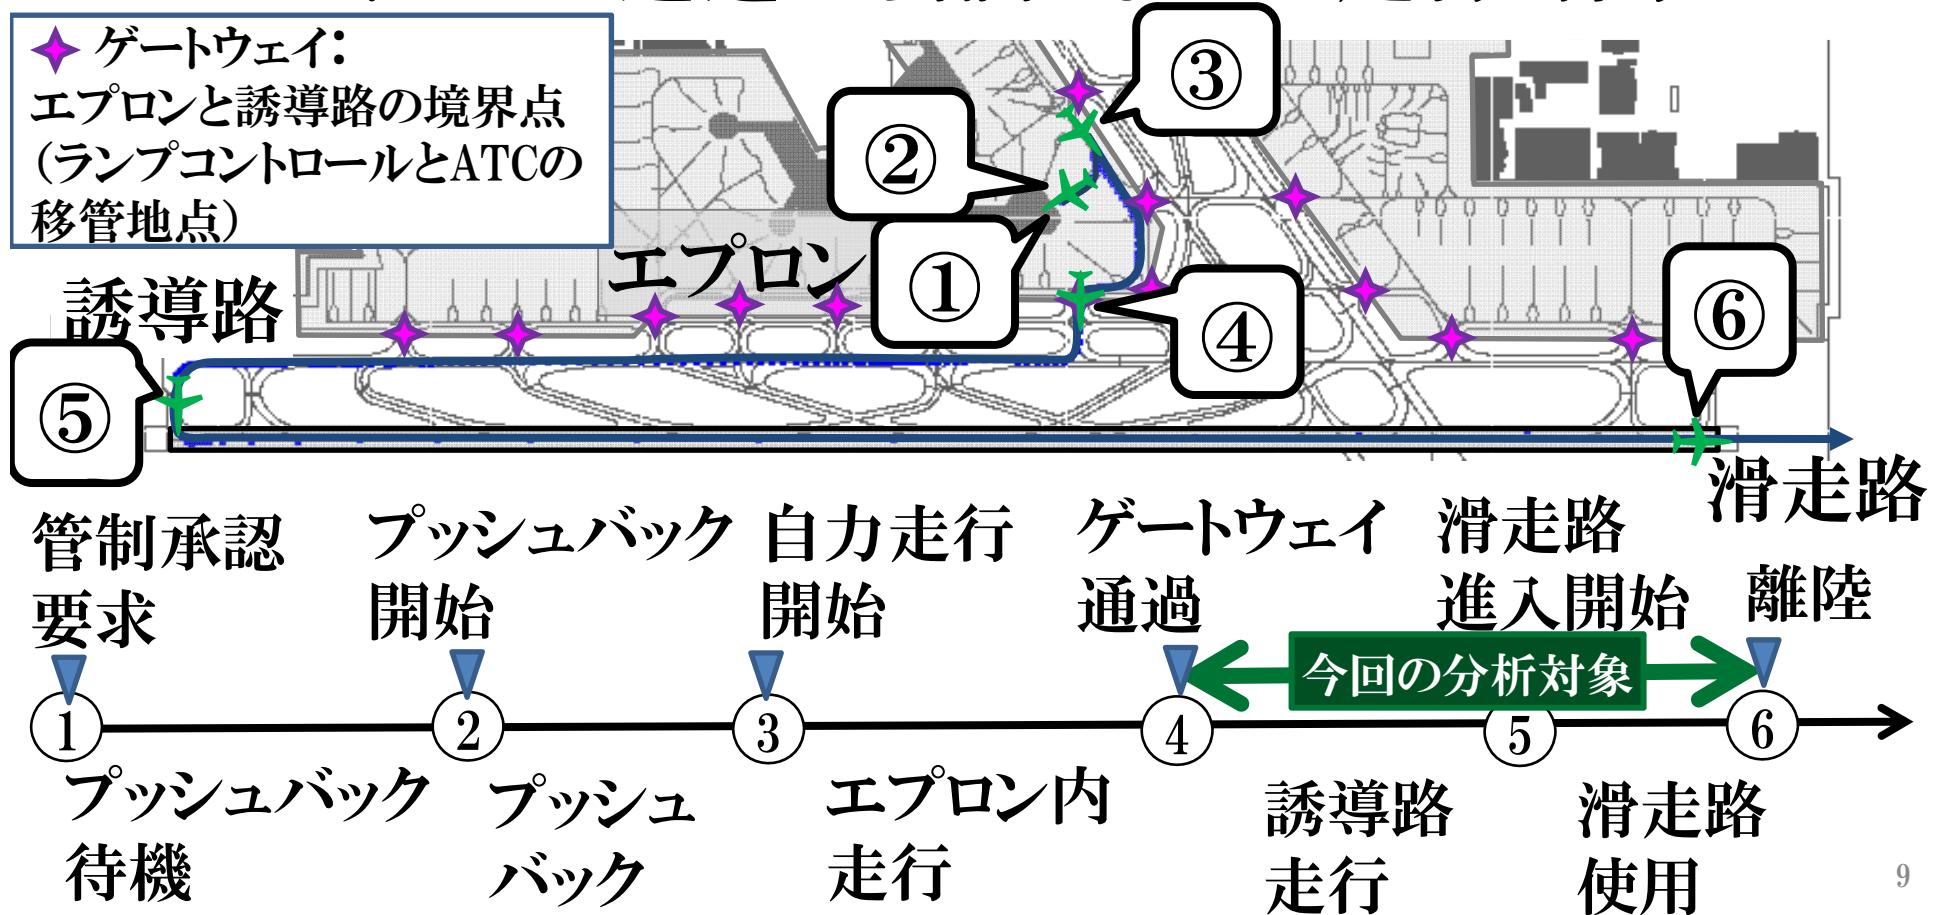 ゲートウェイ:
エプロンと誘導路の境界点
(ランプコントロールとATCの
移管地点)
③
②
①
エプロン
誘導路
④
⑥
⑤
滑走路
管制承認
要求
プッシュバック
開始
自力走行
開始
ゲートウェイ
通過
滑走路
進入開始
離陸
今回の分析対象
1
2
3
4
5
6
プッシュバック
待機
プッシュ
バック
エプロン内
走行
誘導路
走行
滑走路
使用
9